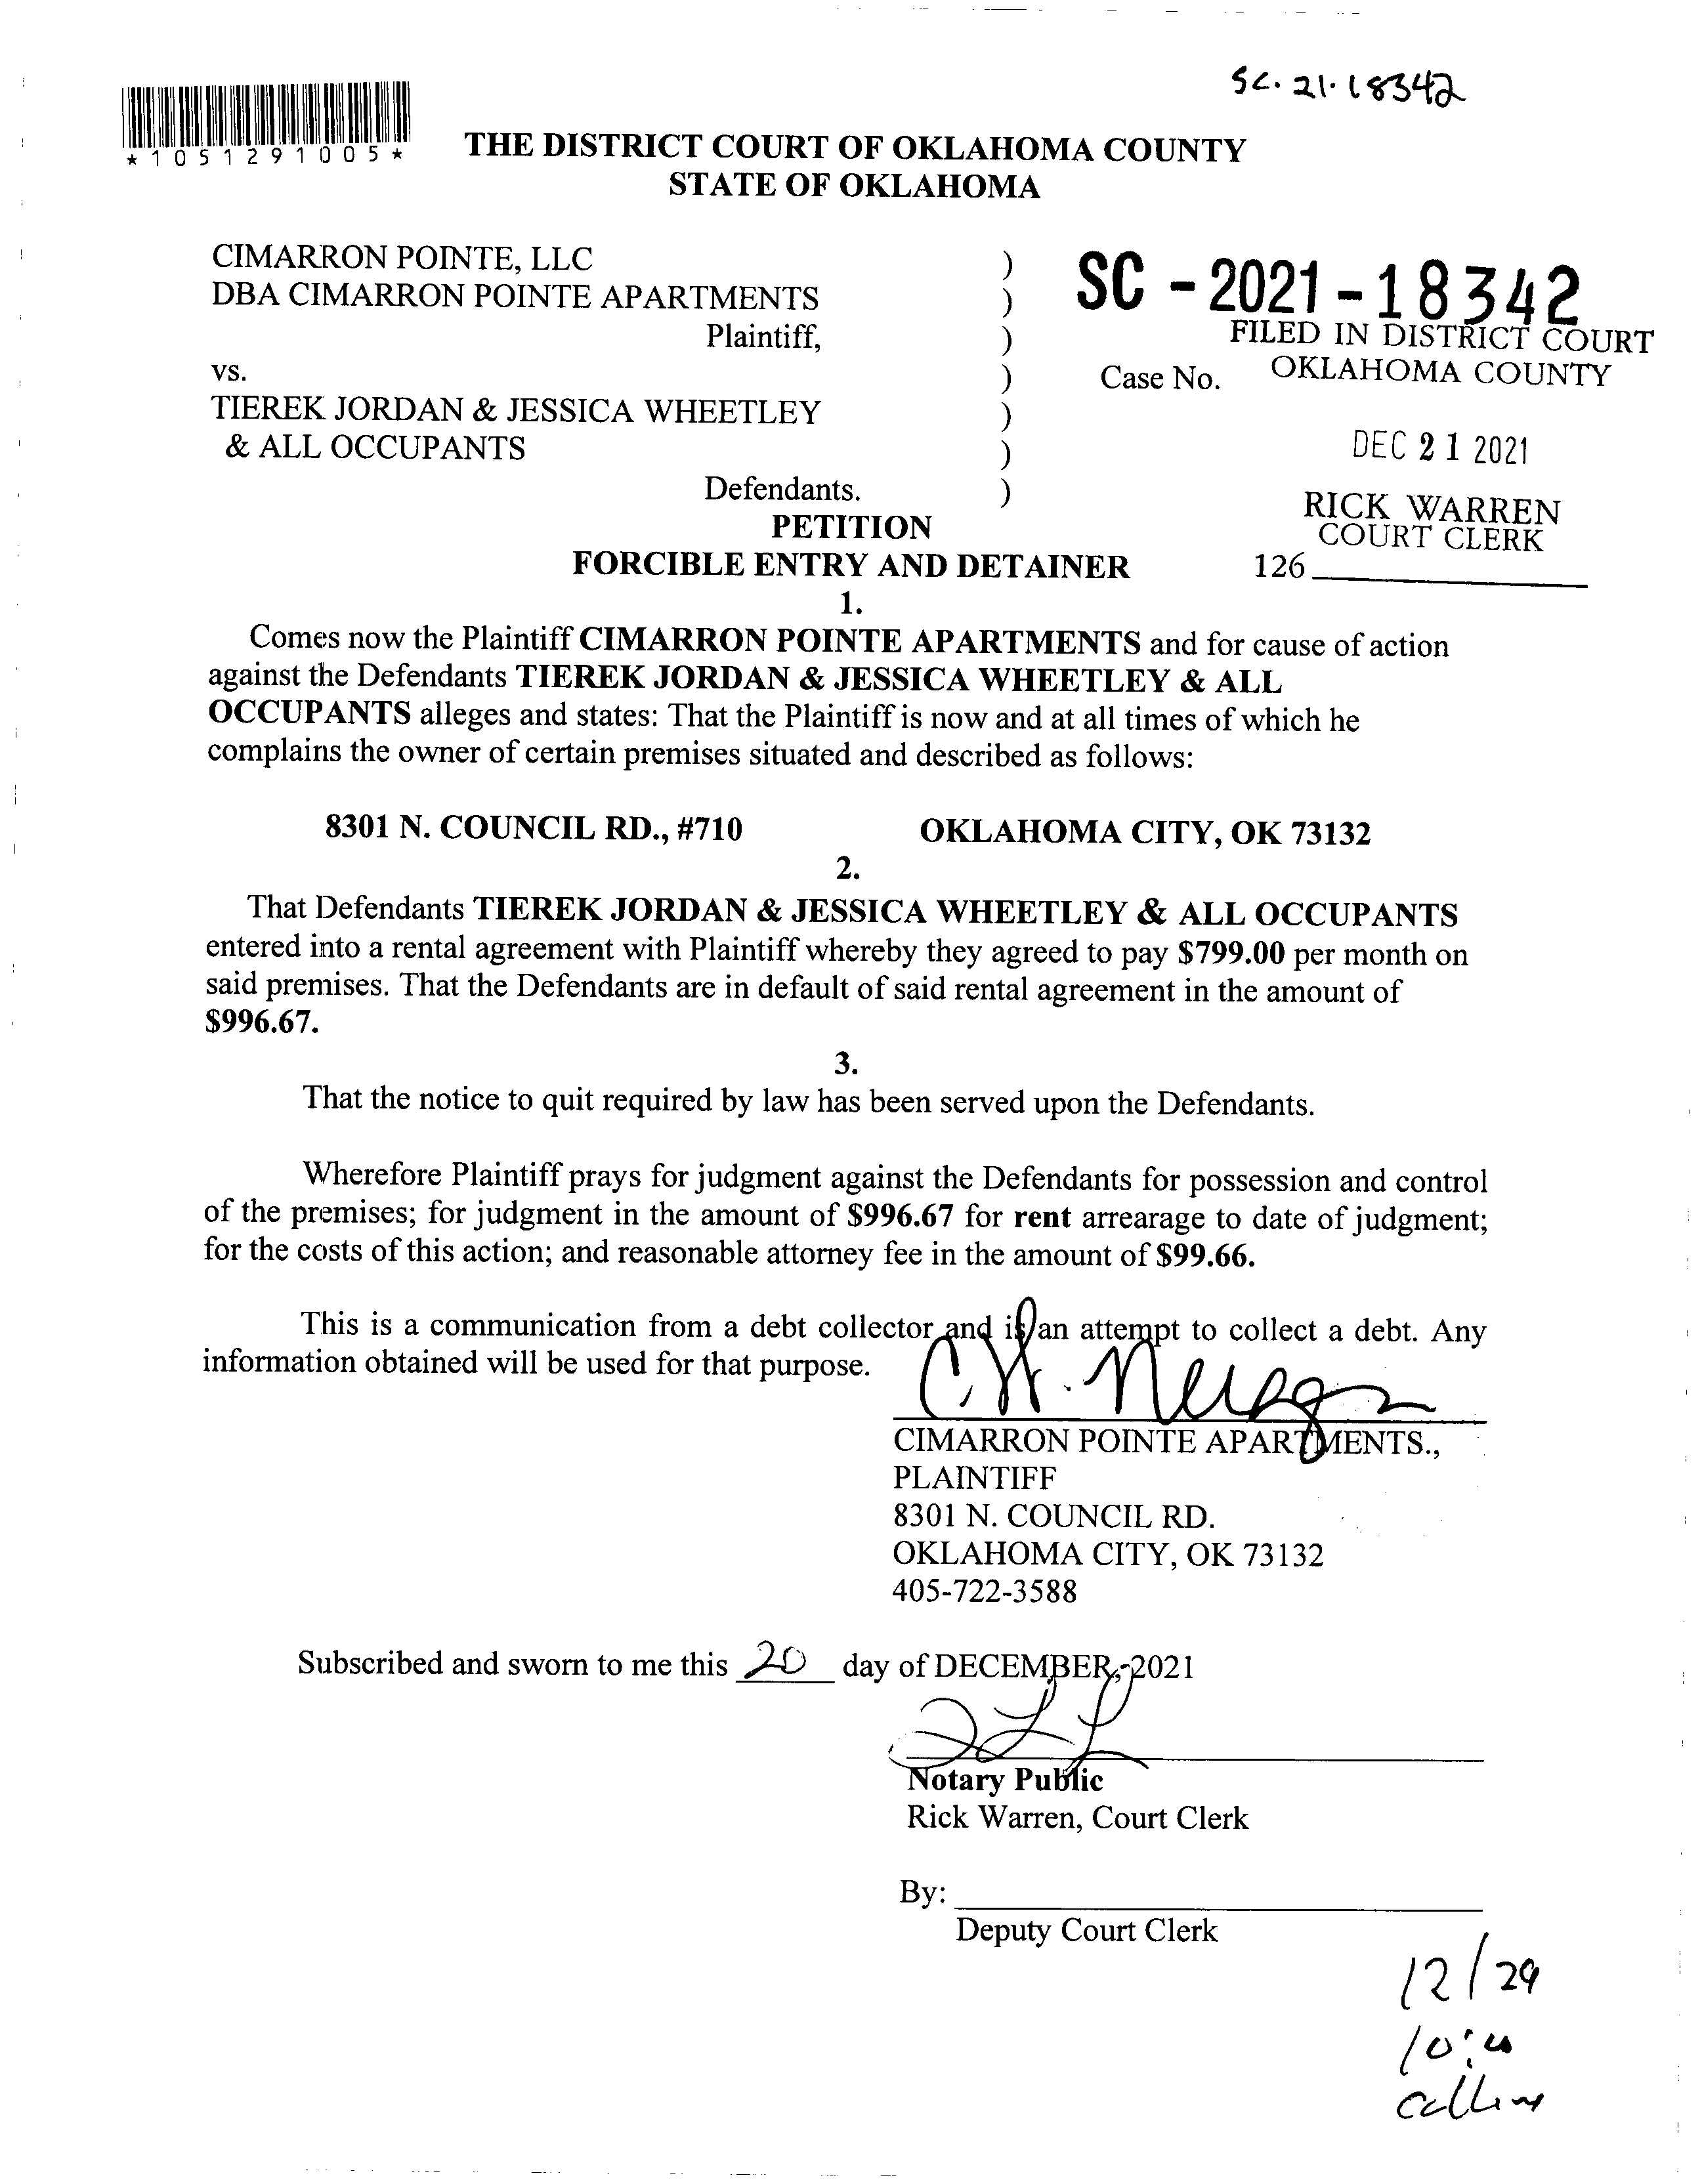 SC. 21. 18342
*1051291005*
THE DISTRICT COURT OF OKLAHOMA COUNTY
STATE OF OKLAHOMA
CIMARRON POINTE, LLC )
DBA CIMARRON POINTE APARTMENTS )
Plaintiff, )
vs. )
TIEREK JORDAN & JESSICA WHEETLEY )
& ALL OCCUPANTS )
Defendants. )
SC - 2021 - 18342
FILED IN DISTRICT COURT
Case No. OKLAHOMA COUNTY
DEC 21 2021
RICK WARREN
COURT CLERK
126
PETITION
FORCIBLE ENTRY AND DETAINER
1.
Comes now the Plaintiff CIMARRON POINTE APARTMENTS and for cause of action
against the Defendants TIEREK JORDAN & JESSICA WHEETLEY & ALL
OCCUPANTS alleges and states: That the Plaintiff is now and at all times of which he
complains the owner of certain premises situated and described as follows:
8301 N. COUNCIL RD., #710 OKLAHOMA CITY, OK 73132
2.
That Defendants TIEREK JORDAN & JESSICA WHEETLEY & ALL OCCUPANTS
entered into a rental agreement with Plaintiff whereby they agreed to pay $799.00 per month on
said premises. That the Defendants are in default of said rental agreement in the amount of
$996.67.
3.
That the notice to quit required by law has been served upon the Defendants.
Wherefore Plaintiff prays for judgment against the Defendants for possession and control
of the premises; for judgment in the amount of $996.67 for rent arrearage to date of judgment;
for the costs of this action; and reasonable attorney fee in the amount of $99.66.
This is a communication from a debt collector and is an attempt to collect a debt. Any
information obtained will be used for that purpose.
CIMARRON POINTE APARTMENTS.,
PLAINTIFF
8301 N. COUNCIL RD.
OKLAHOMA CITY, OK 73132
405-722-3588
Subscribed and sworn to me this 20 day of DECEMBER, 2021
Notary Public
Rick Warren, Court Clerk
By:
Deputy Court Clerk
12/29